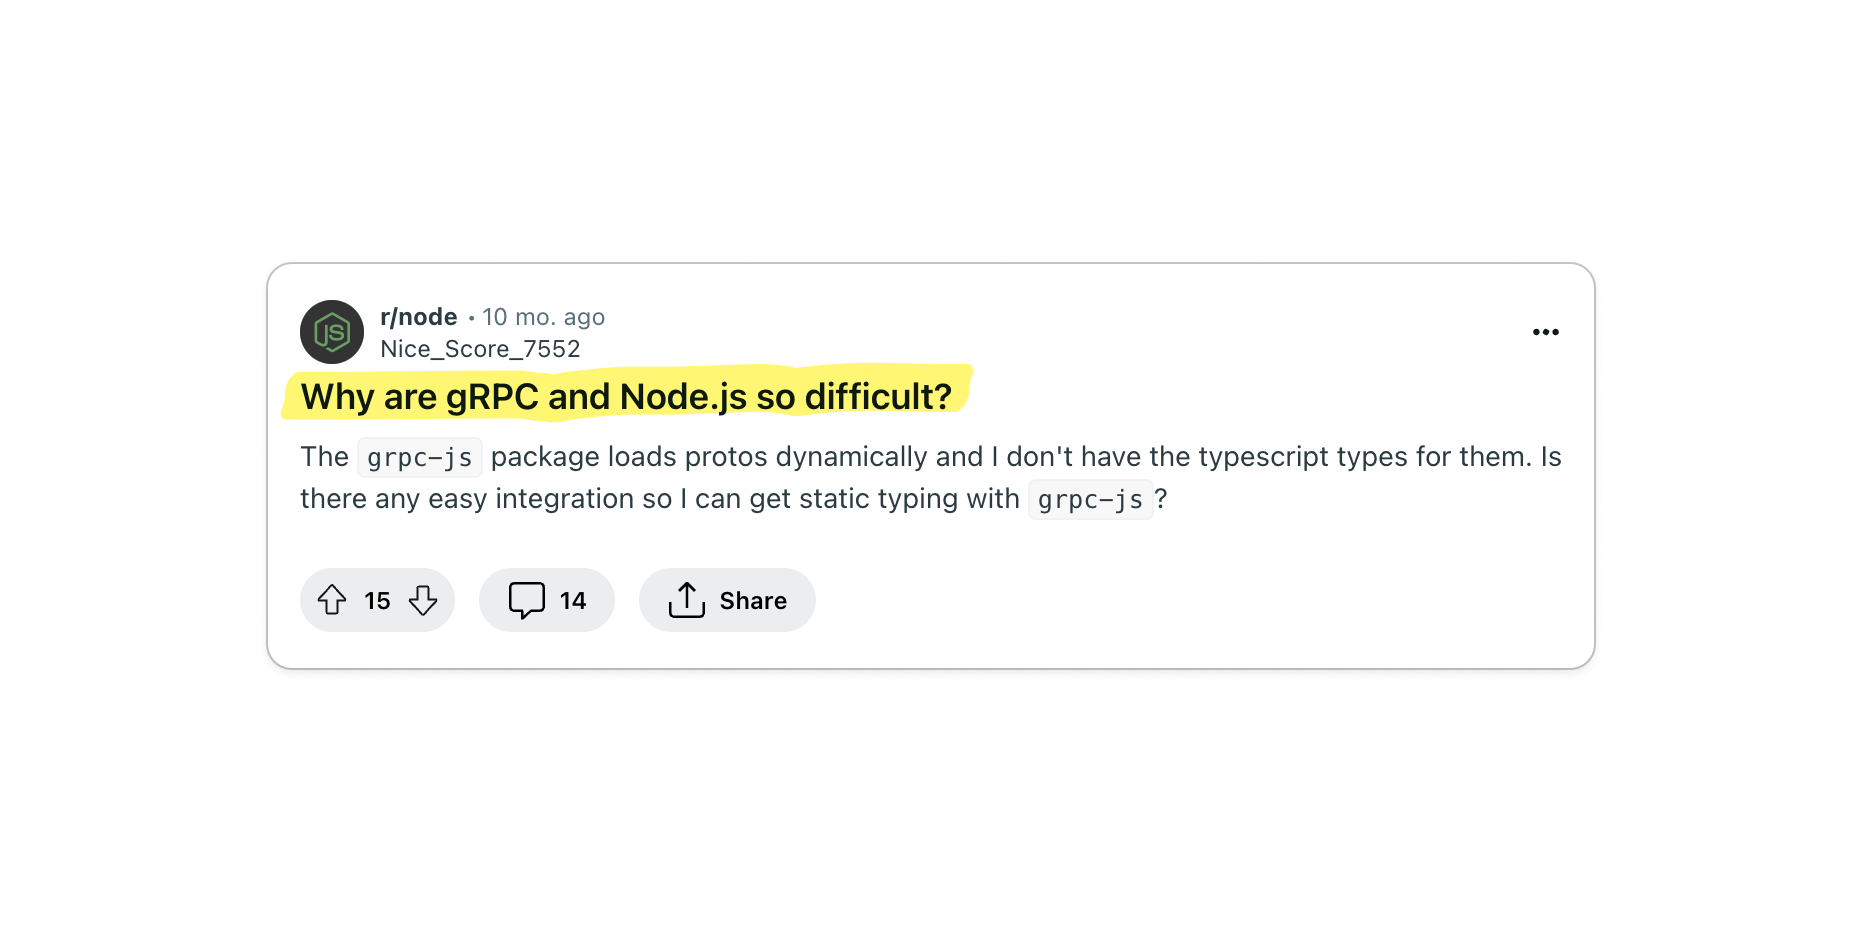 JS
r/node • 10 mo. ago
Nice_Score_7552
Why are gRPC and Node.js so difficult?
The grpc-js package loads protos dynamically and I don't have the typescript types for them. Is
there any easy integration so I can get static typing with grpc-js?
15 14 Share